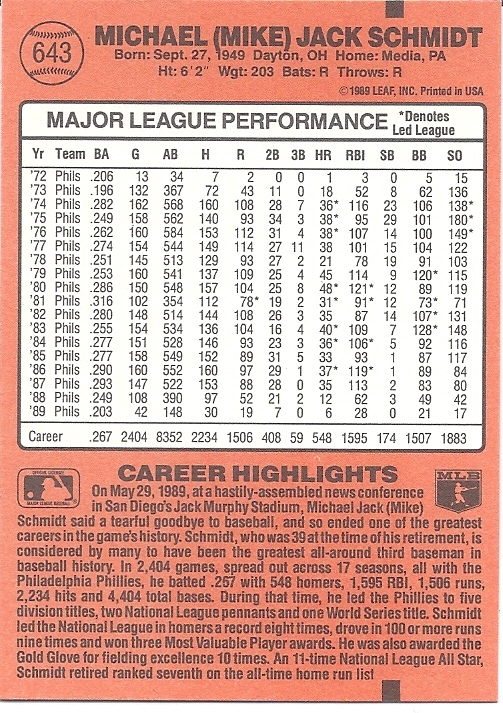 643
MICHAEL (MIKE) JACK SCHMIDT
Born: Sept. 27, 1949 Dayton, OH Home: Media, PA
Ht: 6'2" Wgt: 203 Bats: R Throws: R
©1989 LEAF, INC. Printed in USA
MAJOR LEAGUE PERFORMANCE *Denotes Led League
Yr Team BA G AB H R 2B 3B HR RBI SB BB SO
'72 Phils .206 13 34 7 2 0 0 1 3 0 5 15
'73 Phils .196 132 367 72 43 11 0 18 52 8 62 136
'74 Phils .282 162 568 160 108 28 7 36* 116 23 106 138*
'75 Phils .249 158 562 140 93 34 3 38* 95 29 101 180*
'76 Phils .262 160 584 153 112 31 4 38* 107 14 100 149*
'77 Phils .274 154 544 149 114 27 11 38 101 15 104 122
'78 Phils .251 145 513 129 93 27 2 21 78 19 91 103
'79 Phils .253 160 541 137 109 25 4 45 114 9 120* 115
'80 Phils .286 150 548 157 104 25 8 48* 121* 12 89 119
'81 Phils .316 102 354 112 78* 19 2 31* 91* 12 73* 71
'82 Phils .280 148 514 144 108 26 3 35 87 14 107* 131
'83 Phils .255 154 534 136 104 16 4 40* 109 7 128* 148
'84 Phils .277 151 528 146 93 23 3 36* 106* 5 92 116
'85 Phils .277 158 549 152 89 31 5 33 93 1 87 117
'86 Phils .290 160 552 160 97 29 1 37* 119* 1 89 84
'87 Phils .293 147 522 153 88 28 0 35 113 2 83 80
'88 Phils .249 108 390 97 52 21 2 12 62 3 49 42
'89 Phils .203 42 148 30 19 7 0 6 28 0 21 17
Career .267 2404 8352 2234 1506 408 59 548 1595 174 1507 1883
CAREER HIGHLIGHTS
MLB
On May 29, 1989, at a hastily-assembled news conference
in San Diego's Jack Murphy Stadium, Michael Jack (Mike)
Schmidt said a tearful goodbye to baseball, and so ended one of the greatest
careers in the game's history. Schmidt, who was 39 at the time of his retirement, is
considered by many to have been the greatest all-around third baseman in
baseball history. In 2,404 games, spread out across 17 seasons, all with the
Philadelphia Phillies, he batted .267 with 548 homers, 1,595 RBI, 1,506 runs,
2,234 hits and 4,404 total bases. During that time, he led the Phillies to five
division titles, two National League pennants and one World Series title. Schmidt
led the National League in homers a record eight times, drove in 100 or more runs
nine times and won three Most Valuable Player awards. He was also awarded the
Gold Glove for fielding excellence 10 times. An 11-time National League All Star,
Schmidt retired ranked seventh on the all-time home run list